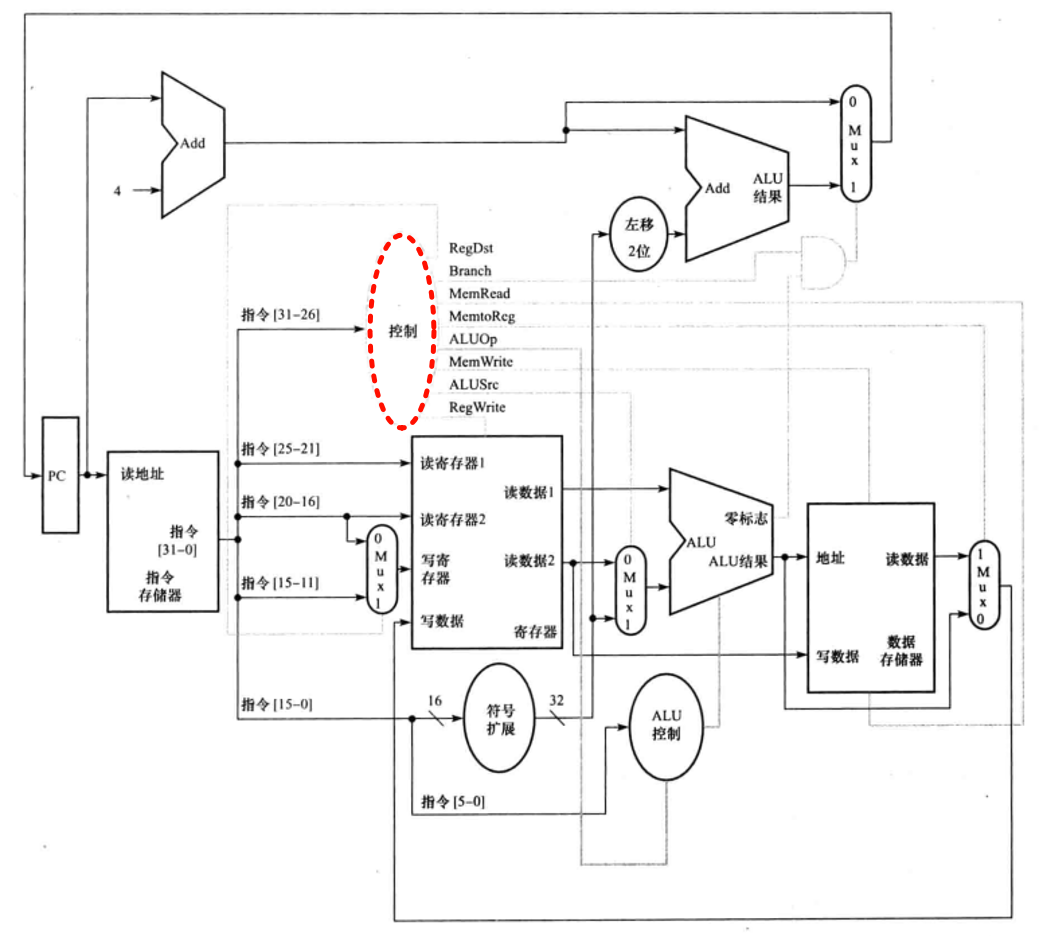 0
M
u
x
1
Add
4
Add
ALU
结果
左移
2位
RegDst
Branch
MemRead
MemtoReg
ALUOp
MemWrite
ALUSrc
RegWrite
指令 [31-26]
控制
PC
读地址
指令
[31-0]
指令
存储器
指令 [25-21]
指令 [20-16]
指令 [15-11]
指令 [15-0]
0
M
u
x
1
读寄存器1
读寄存器2
写寄
存器
写数据
读数据1
读数据2
寄存器
0
M
u
x
1
零标志
ALU
ALU结果
地址
读数据
写数据
数据
存储器
1
M
u
x
0
16
符号
扩展
32
ALU
控制
指令 [5-0]